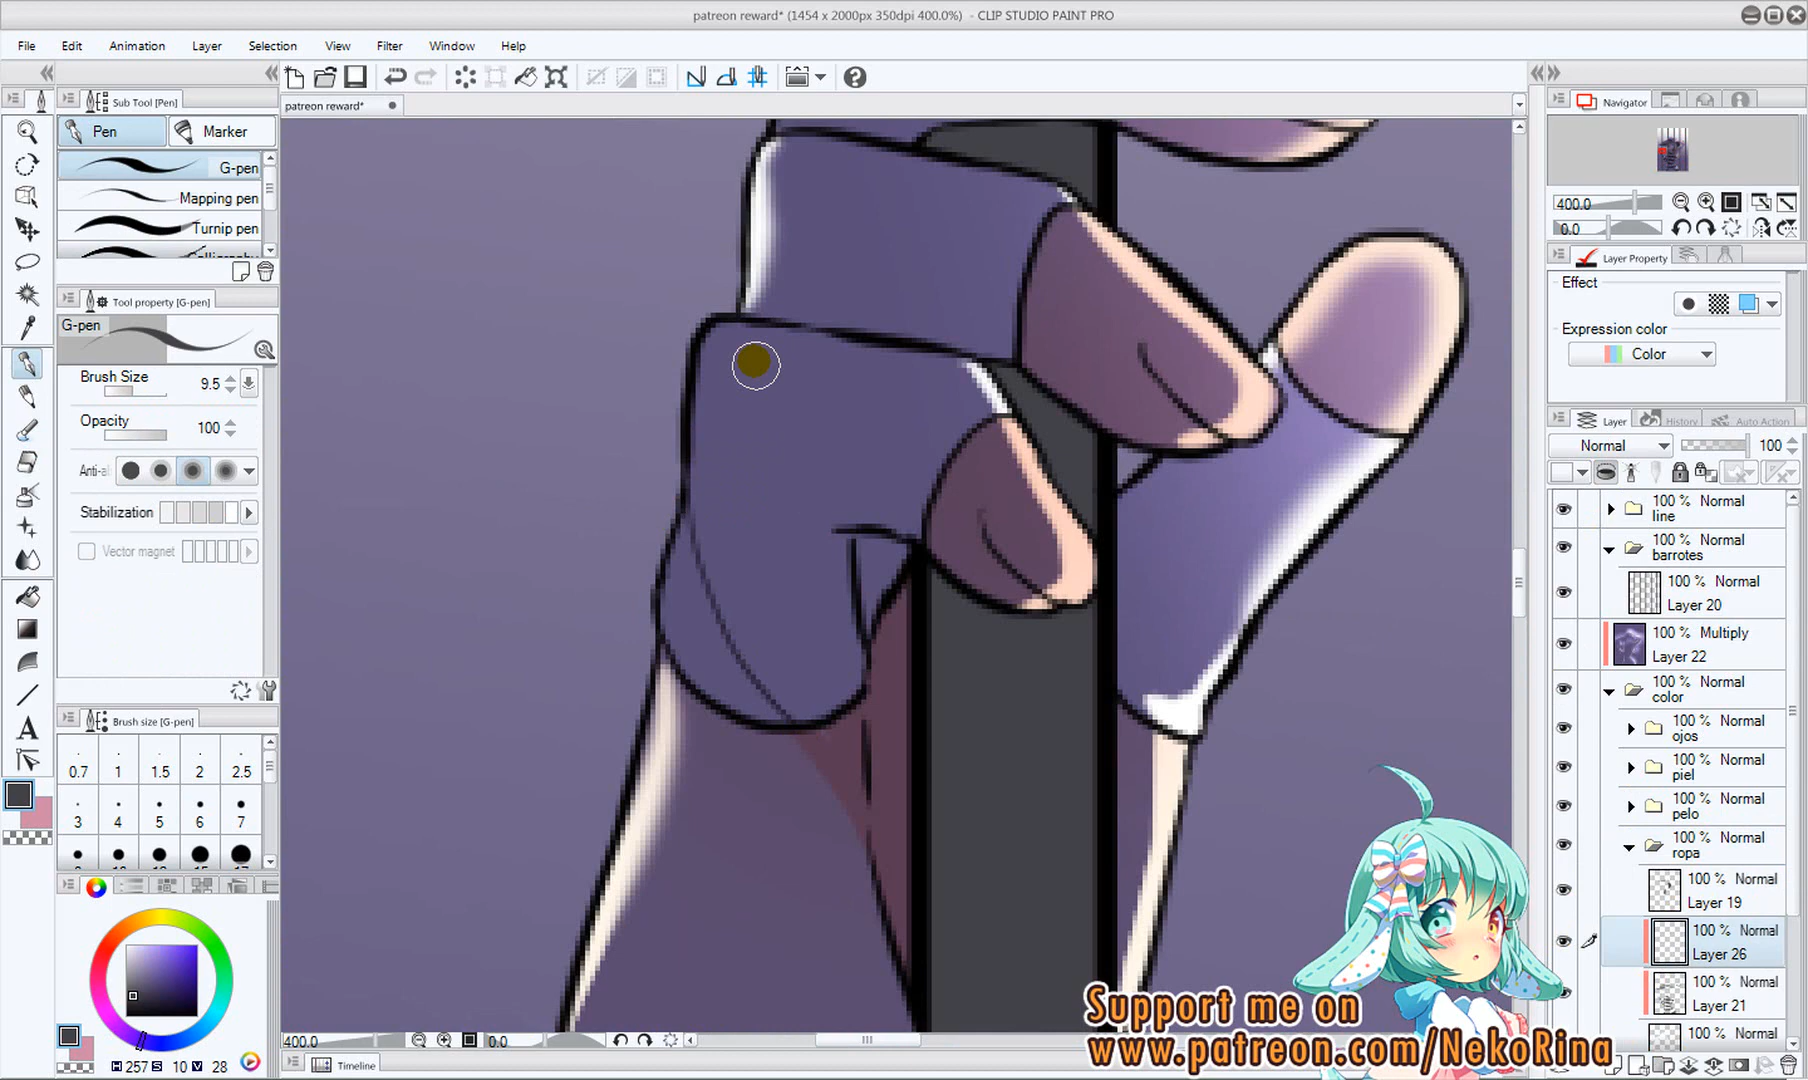 patreon reward* (1454 x 2000px 350dpi 400.0%) - CLIP STUDIO PAINT PRO
File Edit Animation Layer Selection View Filter Window Help
Sub Tool [Pen]
patreon reward*
Navigator
Pen Marker
G-pen
Mapping pen
Turnip pen
Calligraphy
400.0
0.0
Layer Property
Effect
Expression color
Color
Tool property [G-pen]
G-pen
Brush Size 9.5
Opacity 100
Anti-al
Stabilization
Vector magnet
Layer History Auto Action
Normal 100
100 % Normal
line
100 % Normal
barrotes
100 % Normal
Layer 20
100 % Multiply
Layer 22
100 % Normal
color
100 % Normal
ojos
100 % Normal
piel
100 % Normal
pelo
100 % Normal
ropa
100 % Normal
Layer 19
100 % Normal
Layer 26
100 % Normal
Layer 21
100 % Normal
Brush size [G-pen]
0.7 1 1.5 2 2.5
3 4 5 6 7
H 257 S 10 V 28
400.0 0.0
Timeline
Support me on
www.patreon.com/NekoRina